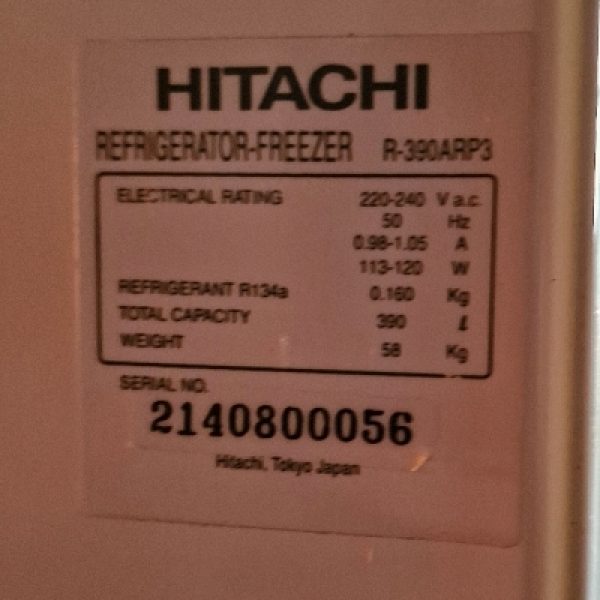 HITACHI
REFRIGERATOR-FREEZER R-390ARP3
ELECTRICAL RATING 220-240 V a.c.
50 Hz
0.98-1.05 A
113-120 W
REFRIGERANT R134a 0.160 Kg
TOTAL CAPACITY 390 ℓ
WEIGHT 58 Kg
SERIAL NO.
2140800056
Hitachi, Tokyo Japan